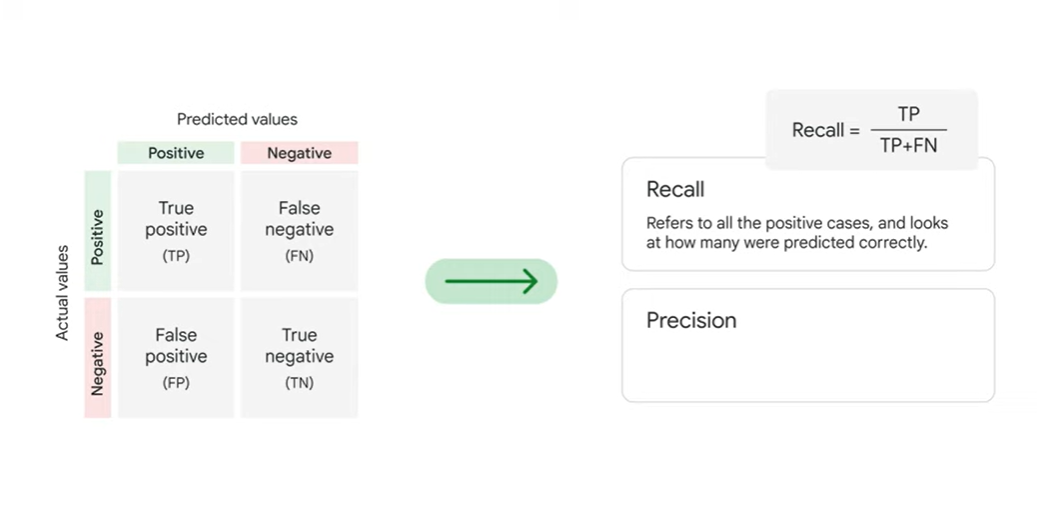 Predicted values
Positive
Negative
Actual values
Positive
True
positive
(TP)
False
negative
(FN)
Negative
False
positive
(FP)
True
negative
(TN)
Recall =
TP
TP+FN
Recall
Refers to all the positive cases, and looks
at how many were predicted correctly.
Precision